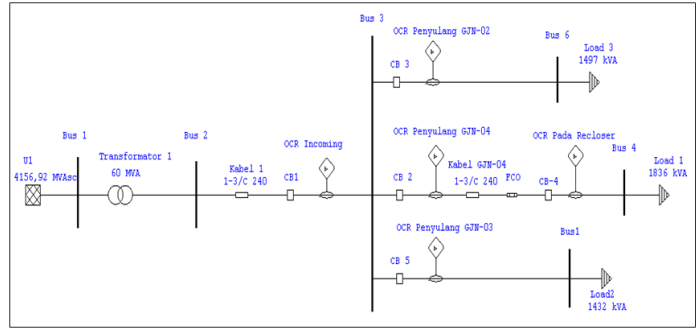 Bus 3
OCR Penyulang GJN-02
Bus 6
Load 3
1497 kVA
CB 3
U1
4156,92 MVAsc
Bus 1
Transformator 1
60 MVA
Bus 2
Kabel 1
1-3/C 240
CB1
OCR Incoming
OCR Penyulang GJN-04
CB 2
Kabel GJN-04
1-3/C 240
FCO
OCR Pada Recloser
CB-4
Bus 4
Load 1
1836 kVA
OCR Penyulang GJN-03
CB 5
Bus1
Load2
1432 kVA